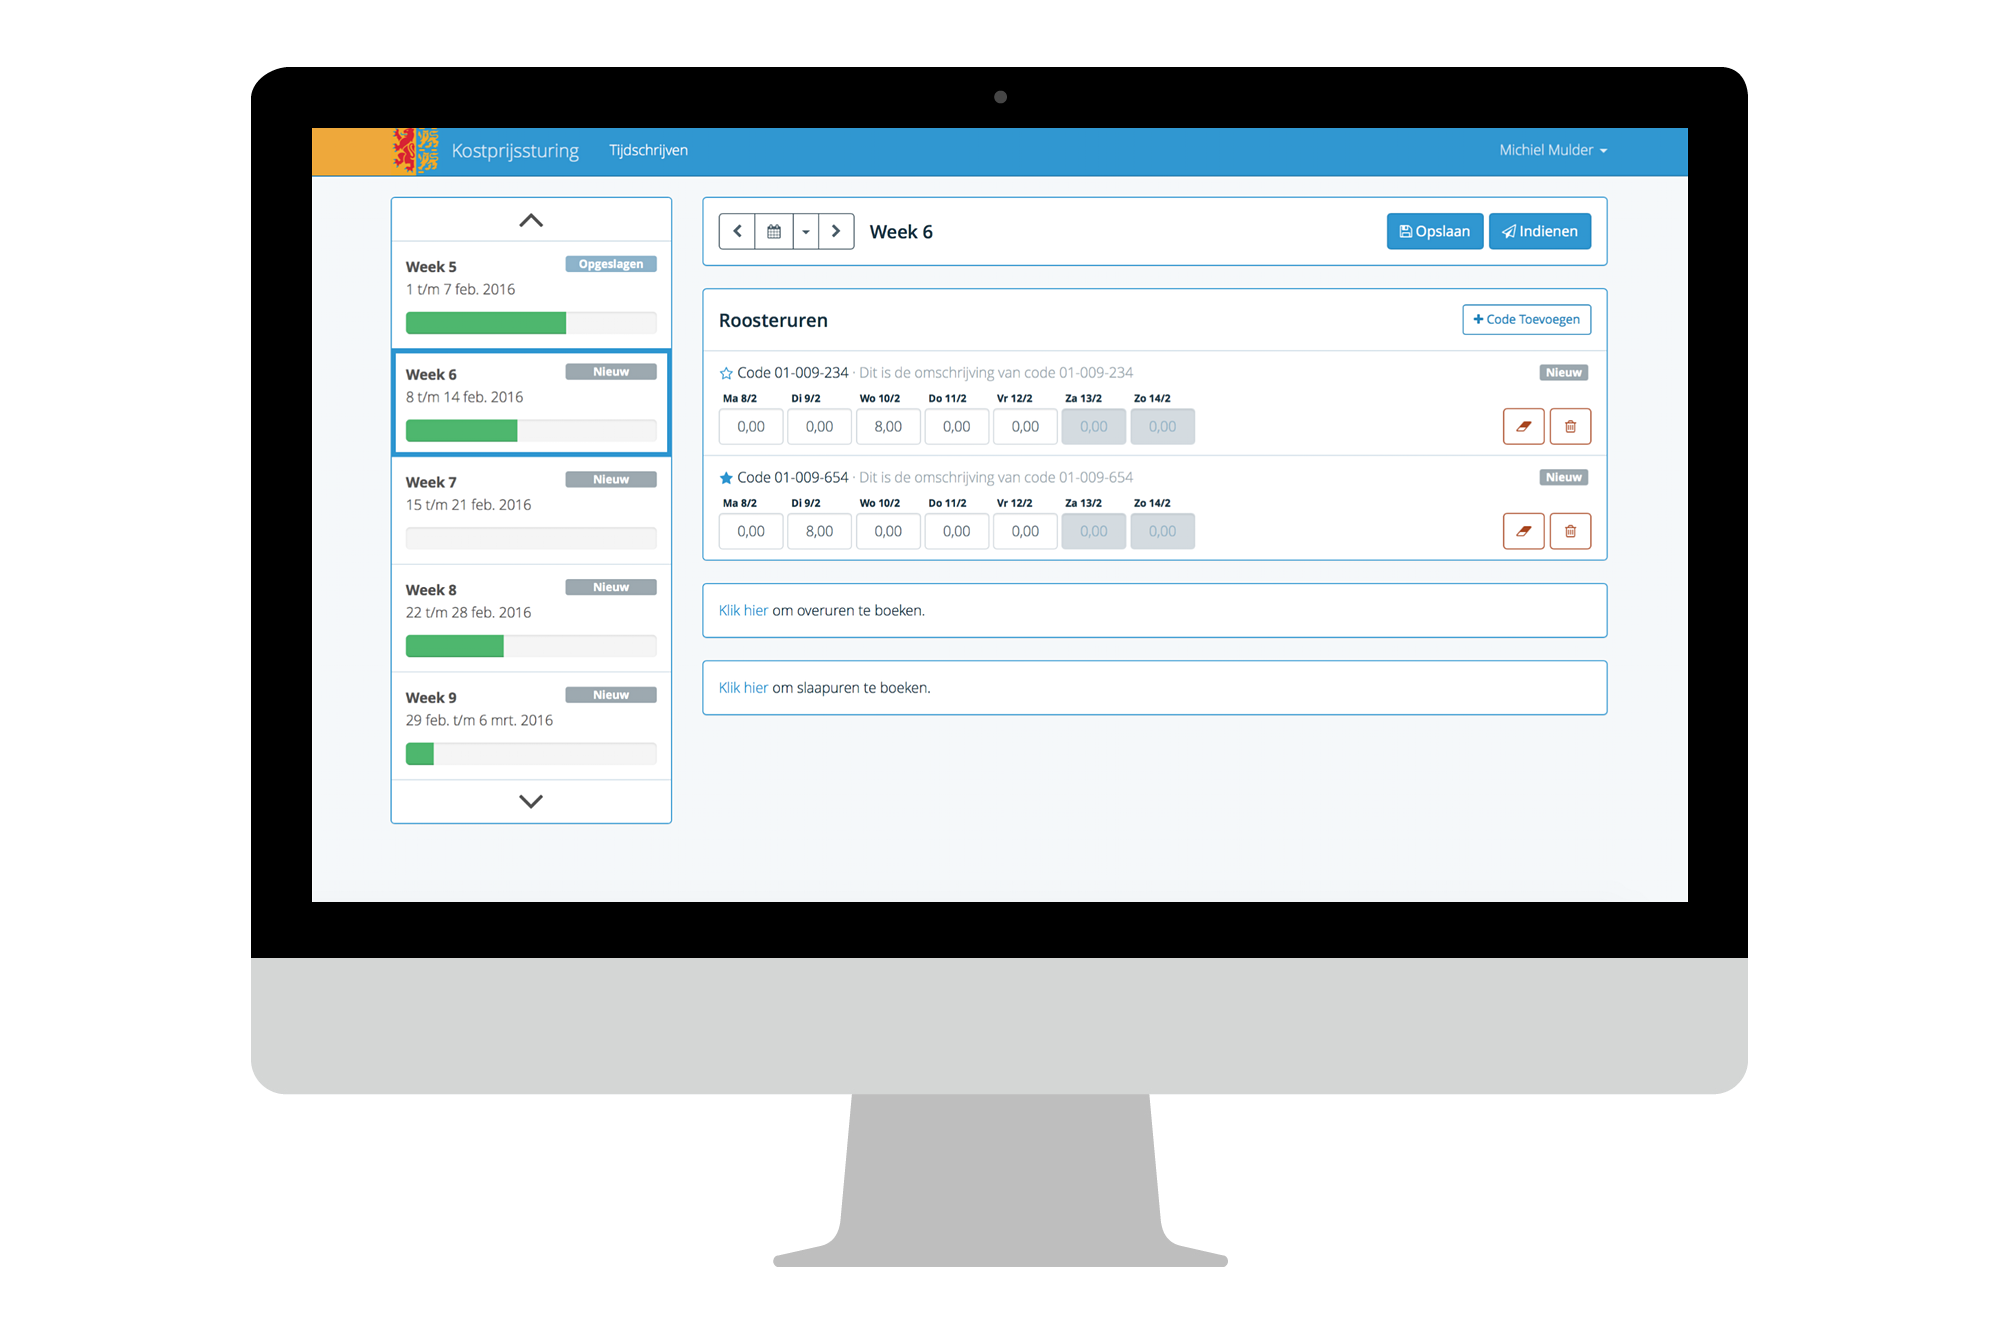 Kostprijssturing Tijdschrijven Michiel Mulder
Week 5 Opgeslagen
1 t/m 7 feb. 2016
Week 6 Nieuw
8 t/m 14 feb. 2016
Week 7 Nieuw
15 t/m 21 feb. 2016
Week 8 Nieuw
22 t/m 28 feb. 2016
Week 9 Nieuw
29 feb. t/m 6 mrt. 2016
Week 6 Opslaan Indienen
Roosteruren Code Toevoegen
Code 01-009-234 · Dit is de omschrijving van code 01-009-234 Nieuw
Ma 8/2 Di 9/2 Wo 10/2 Do 11/2 Vr 12/2 Za 13/2 Zo 14/2
0,00 0,00 8,00 0,00 0,00 0,00 0,00
Code 01-009-654 · Dit is de omschrijving van code 01-009-654 Nieuw
Ma 8/2 Di 9/2 Wo 10/2 Do 11/2 Vr 12/2 Za 13/2 Zo 14/2
0,00 8,00 0,00 0,00 0,00 0,00 0,00
Klik hier om overuren te boeken.
Klik hier om slaapuren te boeken.